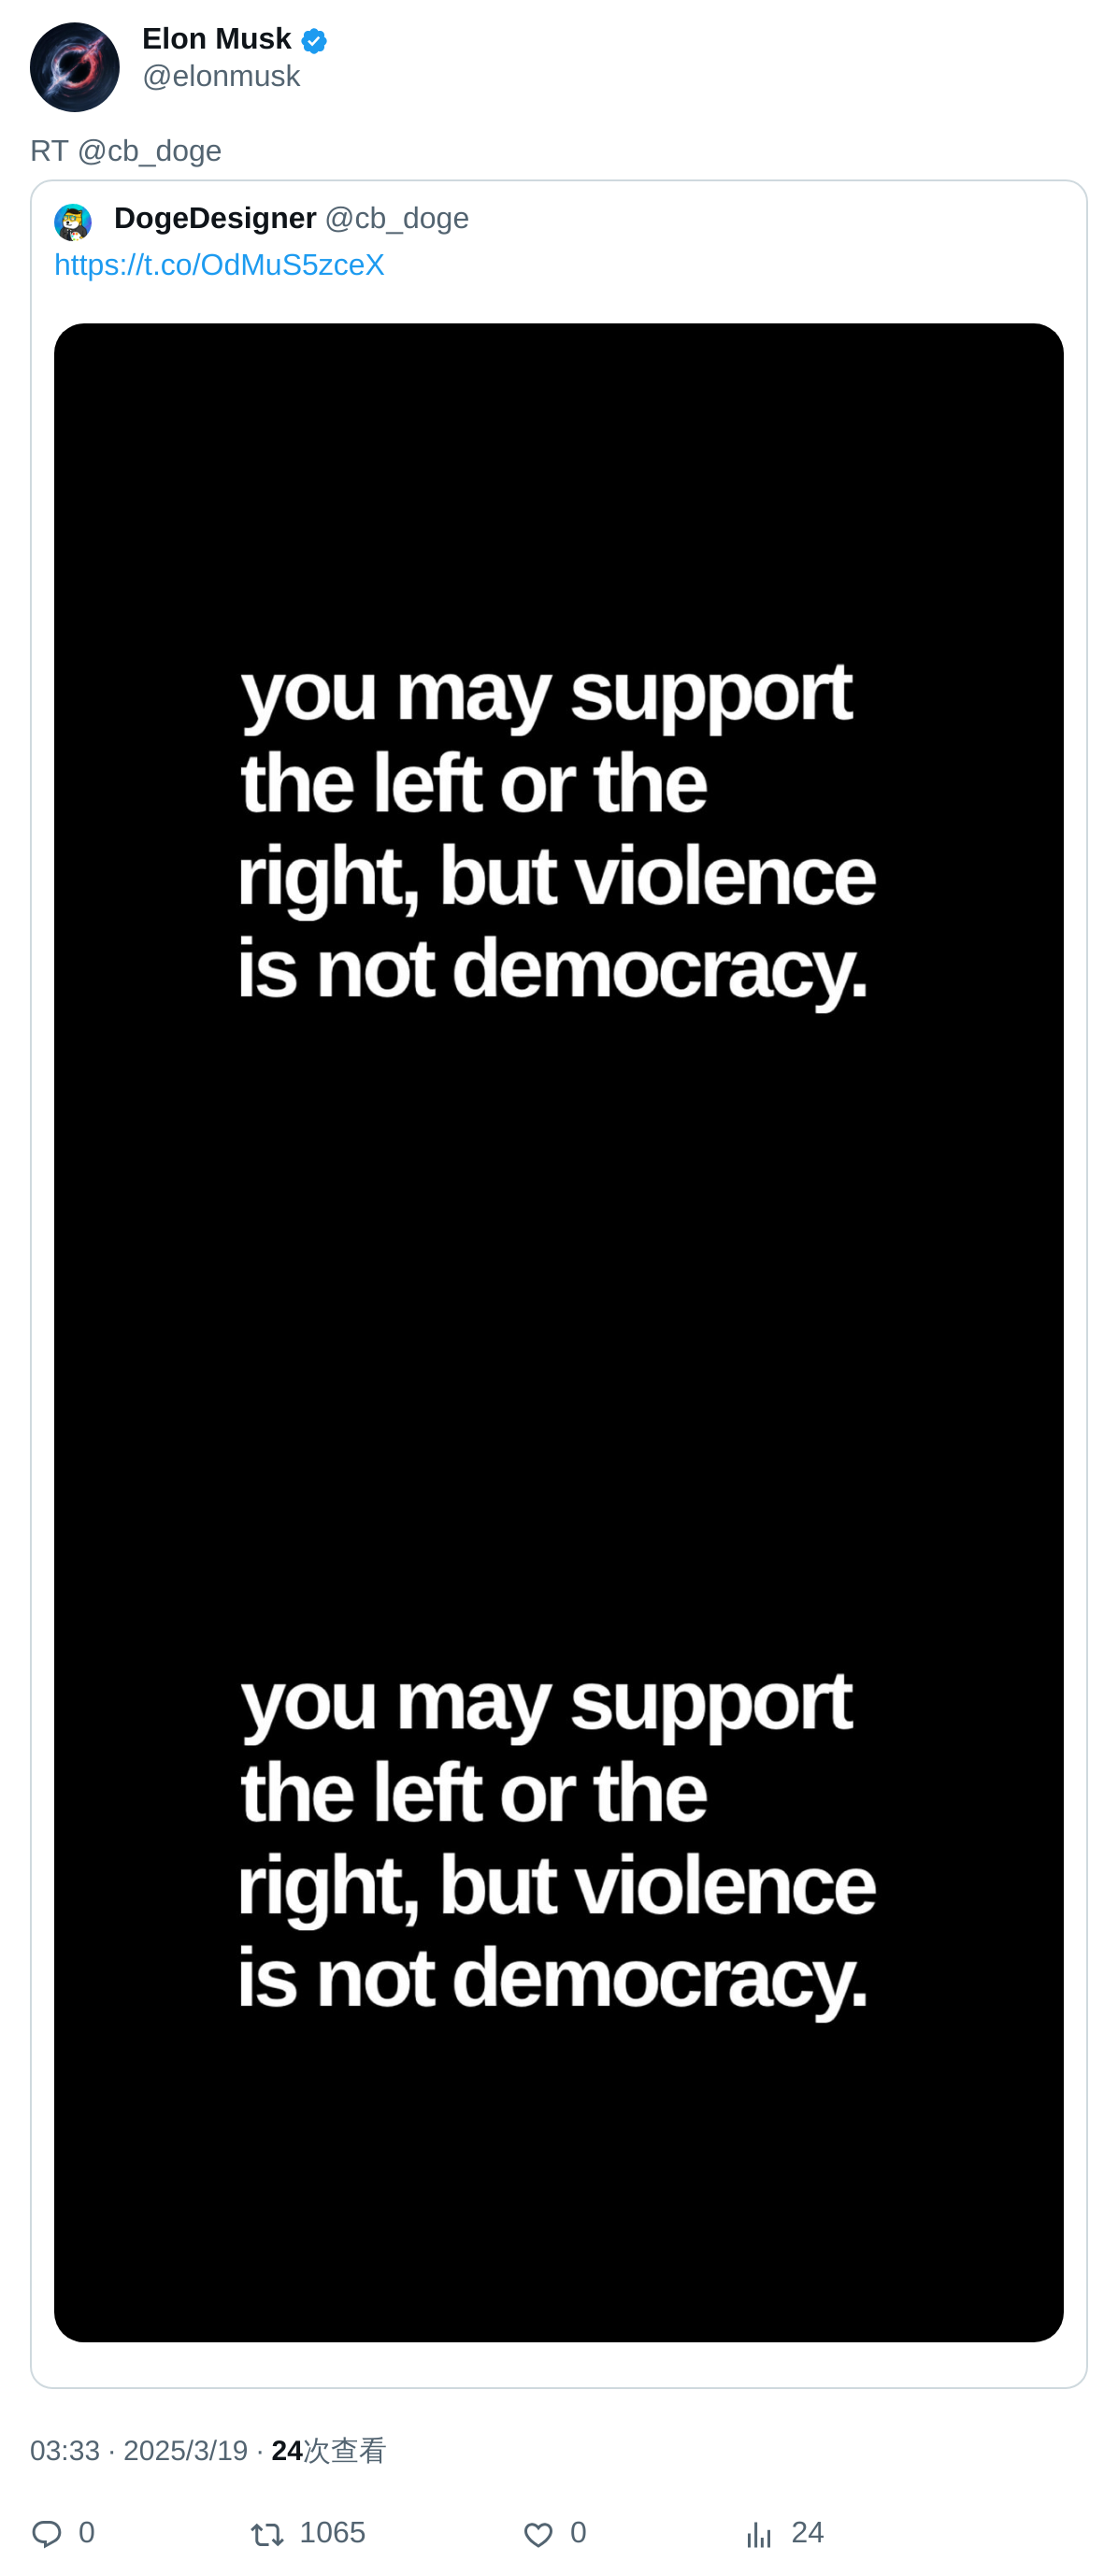 Elon Musk
@elonmusk
RT @cb_doge
DogeDesigner @cb_doge
https://t.co/OdMuS5zceX
you may support
the left or the
right, but violence
is not democracy.
you may support
the left or the
right, but violence
is not democracy.
03:33 · 2025/3/19 · 24次查看
0 1065 0 24